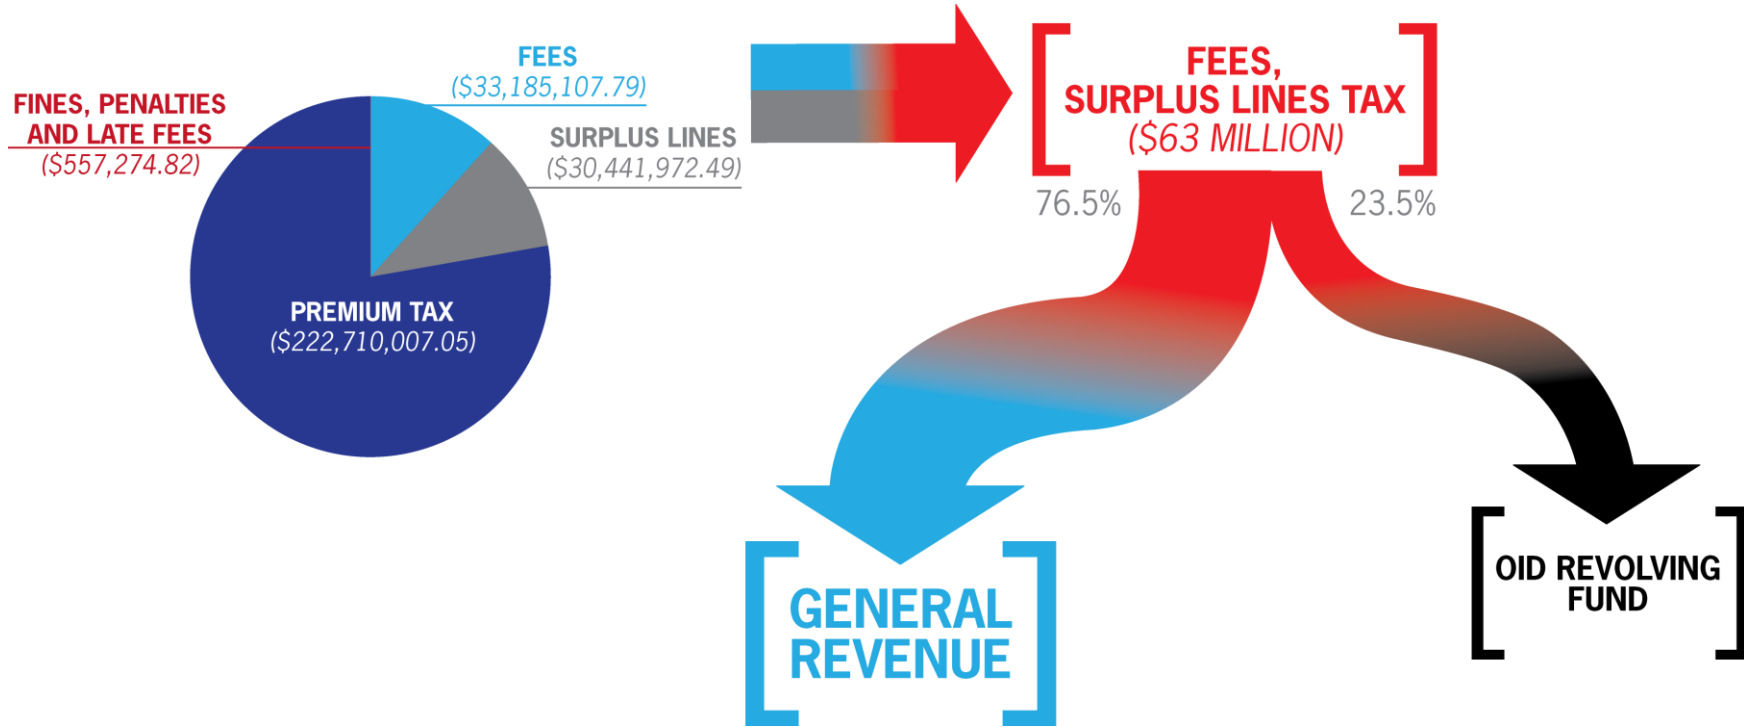 FINES, PENALTIES
AND LATE FEES
($557,274.82)
FEES
($33,185,107.79)
SURPLUS LINES
($30,441,972.49)
PREMIUM TAX
($222,710,007.05)
FEES,
SURPLUS LINES TAX
($63 MILLION)
76.5%
23.5%
GENERAL
REVENUE
OID REVOLVING
FUND